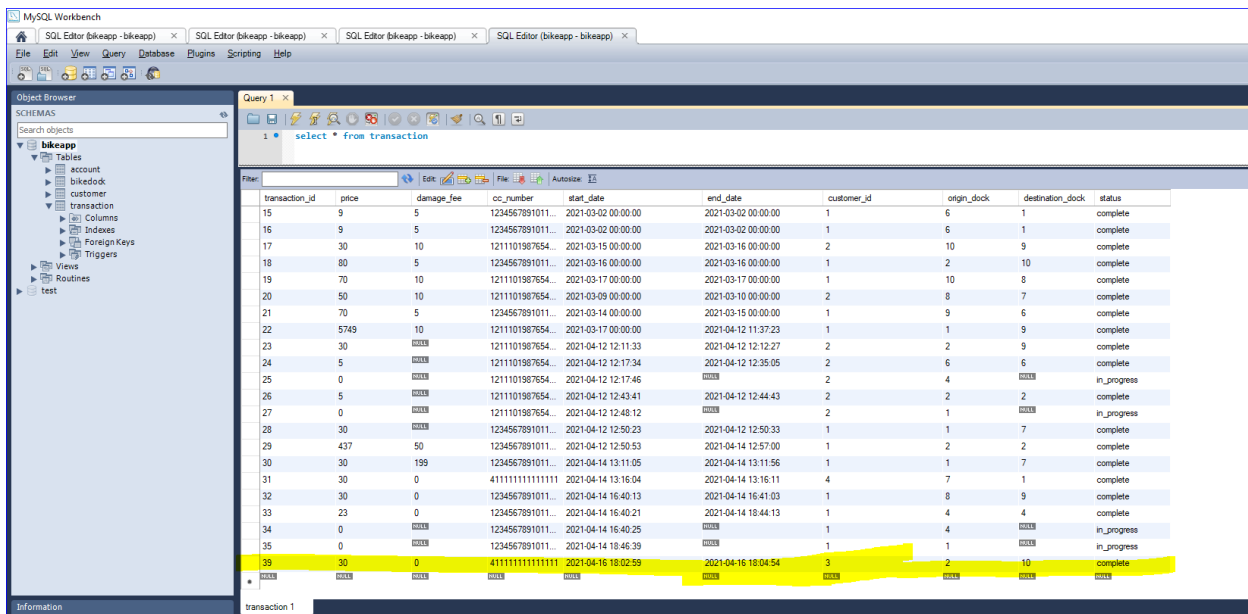 MySQL Workbench
SQL Editor (bikeapp - bikeapp) × SQL Editor (bikeapp - bikeapp) × SQL Editor (bikeapp - bikeapp) × SQL Editor (bikeapp - bikeapp) ×
File Edit View Query Database Plugins Scripting Help
Object Browser
SCHEMAS
Search objects
bikeapp
Tables
account
bikedock
customer
transaction
Columns
Indexes
Foreign Keys
Triggers
Views
Routines
test
Query 1 ×
1 select * from transaction
Filter: Edit: File: Autosize:
transaction_id price damage_fee cc_number start_date end_date customer_id origin_dock destination_dock status
15 9 5 1234567891011... 2021-03-02 00:00:00 2021-03-02 00:00:00 1 6 1 complete
16 9 5 1234567891011... 2021-03-02 00:00:00 2021-03-02 00:00:00 1 6 1 complete
17 30 10 1211101987654... 2021-03-15 00:00:00 2021-03-16 00:00:00 2 10 9 complete
18 80 5 1234567891011... 2021-03-16 00:00:00 2021-03-16 00:00:00 1 2 10 complete
19 70 10 1211101987654... 2021-03-17 00:00:00 2021-03-17 00:00:00 1 10 8 complete
20 50 10 1211101987654... 2021-03-09 00:00:00 2021-03-10 00:00:00 2 8 7 complete
21 70 5 1234567891011... 2021-03-14 00:00:00 2021-03-15 00:00:00 1 9 6 complete
22 5749 10 1211101987654... 2021-03-17 00:00:00 2021-04-12 11:37:23 1 1 9 complete
23 30 NULL 1211101987654... 2021-04-12 12:11:33 2021-04-12 12:12:27 2 2 9 complete
24 5 NULL 1211101987654... 2021-04-12 12:17:34 2021-04-12 12:35:05 2 6 6 complete
25 0 NULL 1211101987654... 2021-04-12 12:17:46 NULL 2 4 NULL in_progress
26 5 NULL 1211101987654... 2021-04-12 12:43:41 2021-04-12 12:44:43 2 2 2 complete
27 0 NULL 1211101987654... 2021-04-12 12:48:12 NULL 2 1 NULL in_progress
28 30 NULL 1234567891011... 2021-04-12 12:50:23 2021-04-12 12:50:33 1 1 7 complete
29 437 50 1234567891011... 2021-04-12 12:50:53 2021-04-14 12:57:00 1 2 2 complete
30 30 199 1234567891011... 2021-04-14 13:11:05 2021-04-14 13:11:56 1 1 7 complete
31 30 0 411111111111111 2021-04-14 13:16:04 2021-04-14 13:16:11 4 7 1 complete
32 30 0 1234567891011... 2021-04-14 16:40:13 2021-04-14 16:41:03 1 8 9 complete
33 23 0 1234567891011... 2021-04-14 16:40:21 2021-04-14 18:44:13 1 4 4 complete
34 0 NULL 1234567891011... 2021-04-14 16:40:25 NULL 1 4 NULL in_progress
35 0 NULL 1234567891011... 2021-04-14 18:46:39 NULL 1 1 NULL in_progress
39 30 0 411111111111111 2021-04-16 18:02:59 2021-04-16 18:04:54 3 2 10 complete
NULL NULL NULL NULL NULL NULL NULL NULL NULL NULL
Information transaction 1